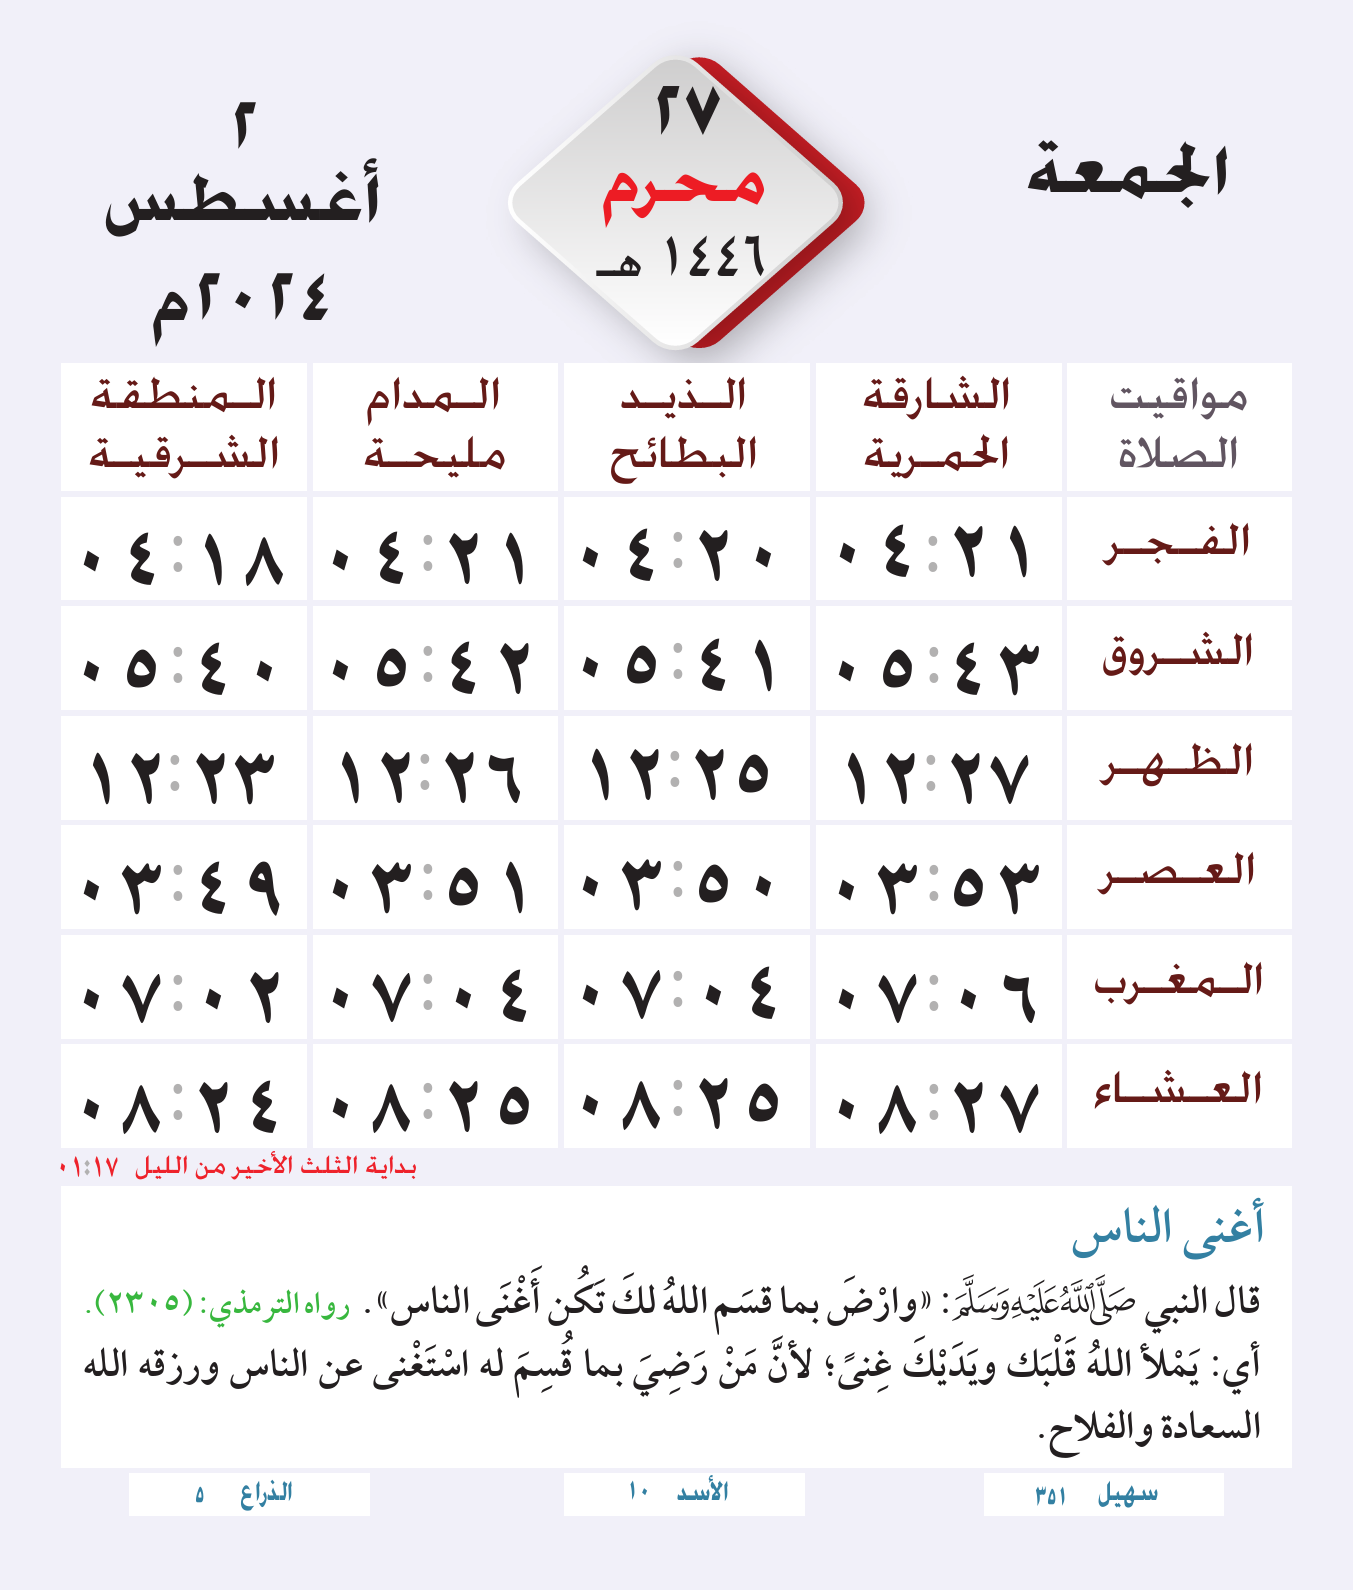 الجمعة
٢٧
محرم
١٤٤٦ هـ
٢
أغسطس
٢٠٢٤م
مواقيت الصلاة	الشارقة الحمرية	الذيد البطائح	المدام مليحة	المنطقة الشرقية
الفجر	٠٤:٢١	٠٤:٢٠	٠٤:٢١	٠٤:١٨
الشروق	٠٥:٤٣	٠٥:٤١	٠٥:٤٢	٠٥:٤٠
الظهر	١٢:٢٧	١٢:٢٥	١٢:٢٦	١٢:٢٣
العصر	٠٣:٥٣	٠٣:٥٠	٠٣:٥١	٠٣:٤٩
المغرب	٠٧:٠٦	٠٧:٠٤	٠٧:٠٤	٠٧:٠٢
العشاء	٠٨:٢٧	٠٨:٢٥	٠٨:٢٥	٠٨:٢٤
بداية الثلث الأخير من الليل ٠١:١٧
أغنى الناس
قال النبي صَلَّى اللَّهُ عَلَيْهِ وَسَلَّمَ: «وارْضَ بما قسَم اللهُ لكَ تَكُن أَغْنَى الناس». رواه الترمذي: (٢٣٠٥).
أي: يَمْلأ اللهُ قَلْبَك ويَدَيْكَ غِنىً؛ لأنَّ مَنْ رَضِيَ بما قُسِمَ له اسْتَغْنى عن الناس ورزقه الله
السعادة والفلاح.
سهيل ٣٥١
الأسد ١٠
الذراع ٥